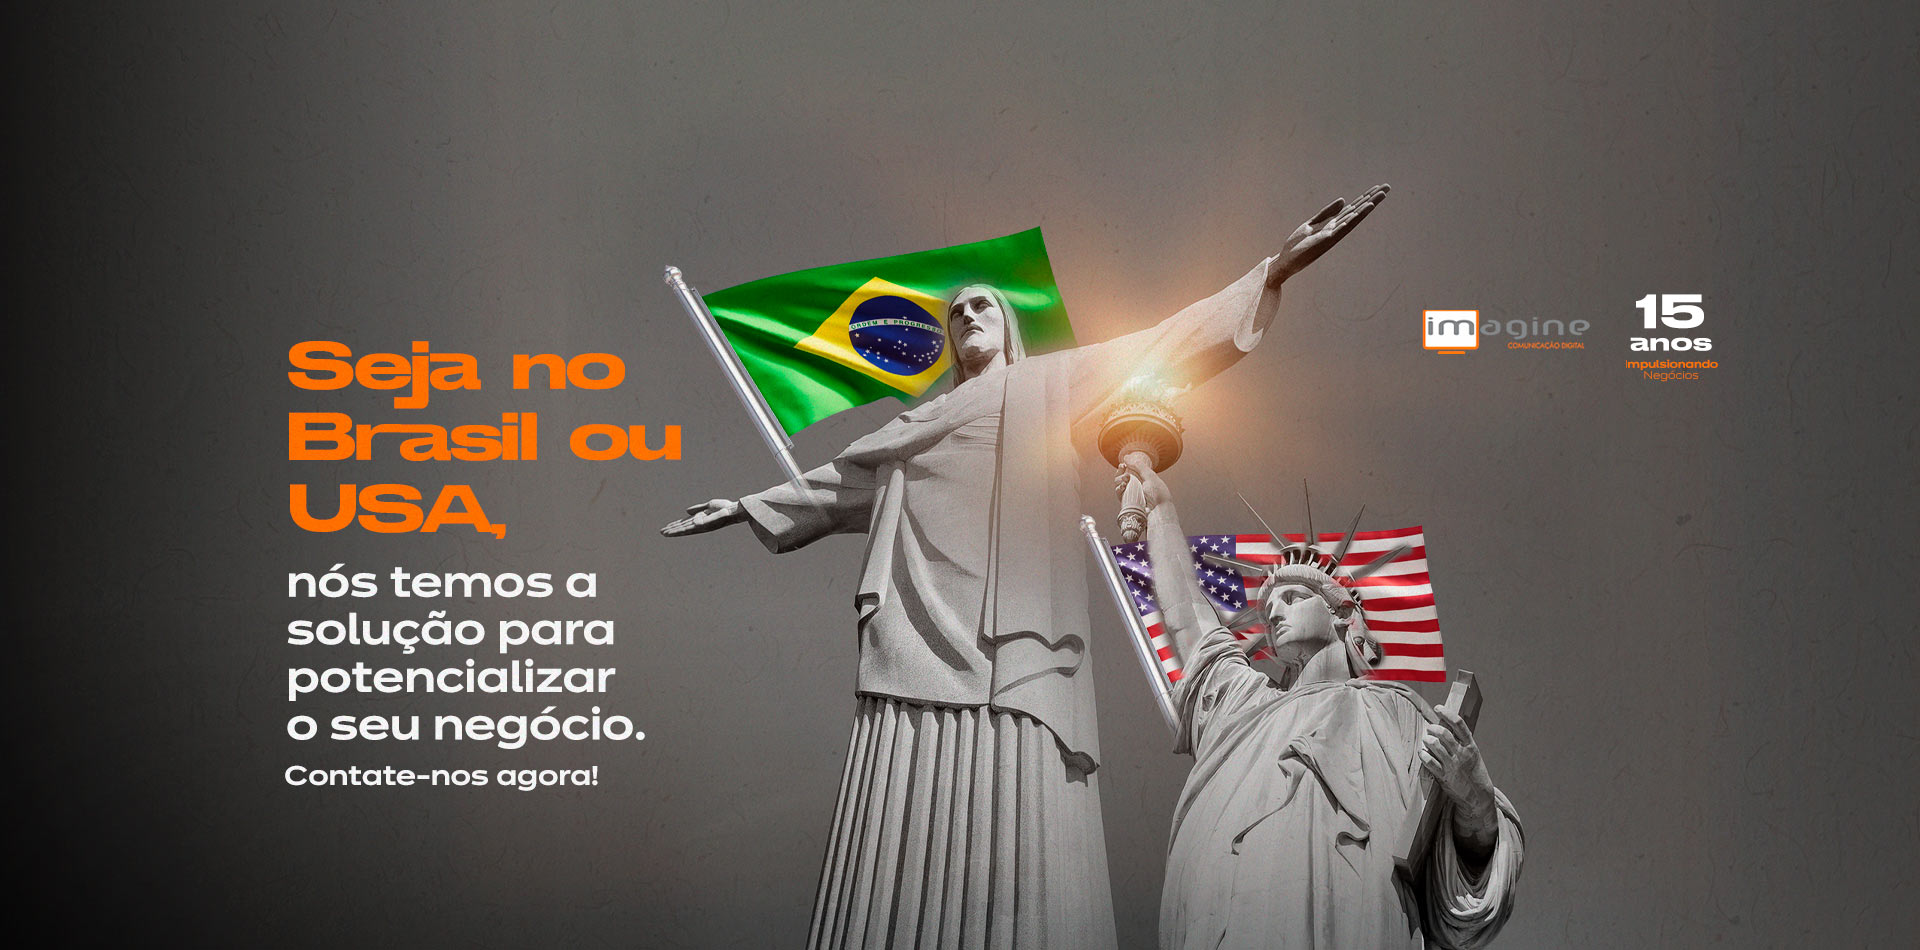 Seja no
Brasil ou
USA,
nós temos a
solução para
potencializar
o seu negócio.
Contate-nos agora!
ORDEM E PROGRESSO
imagine
COMUNICAÇÃO DIGITAL
15
anos
Impulsionando
Negócios